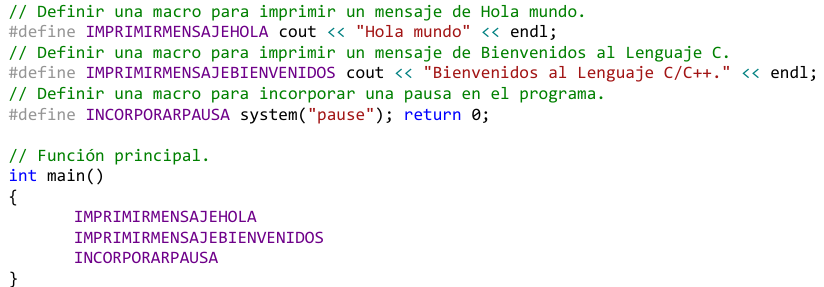 // Definir una macro para imprimir un mensaje de Hola mundo.
#define IMPRIMIRMENSAJEHOLA cout << "Hola mundo" << endl;
// Definir una macro para imprimir un mensaje de Bienvenidos al Lenguaje C.
#define IMPRIMIRMENSAJEBIENVENIDOS cout << "Bienvenidos al Lenguaje C/C++." << endl;
// Definir una macro para incorporar una pausa en el programa.
#define INCORPORARPAUSA system("pause"); return 0;

// Función principal.
int main()
{
        IMPRIMIRMENSAJEHOLA
        IMPRIMIRMENSAJEBIENVENIDOS
        INCORPORARPAUSA
}